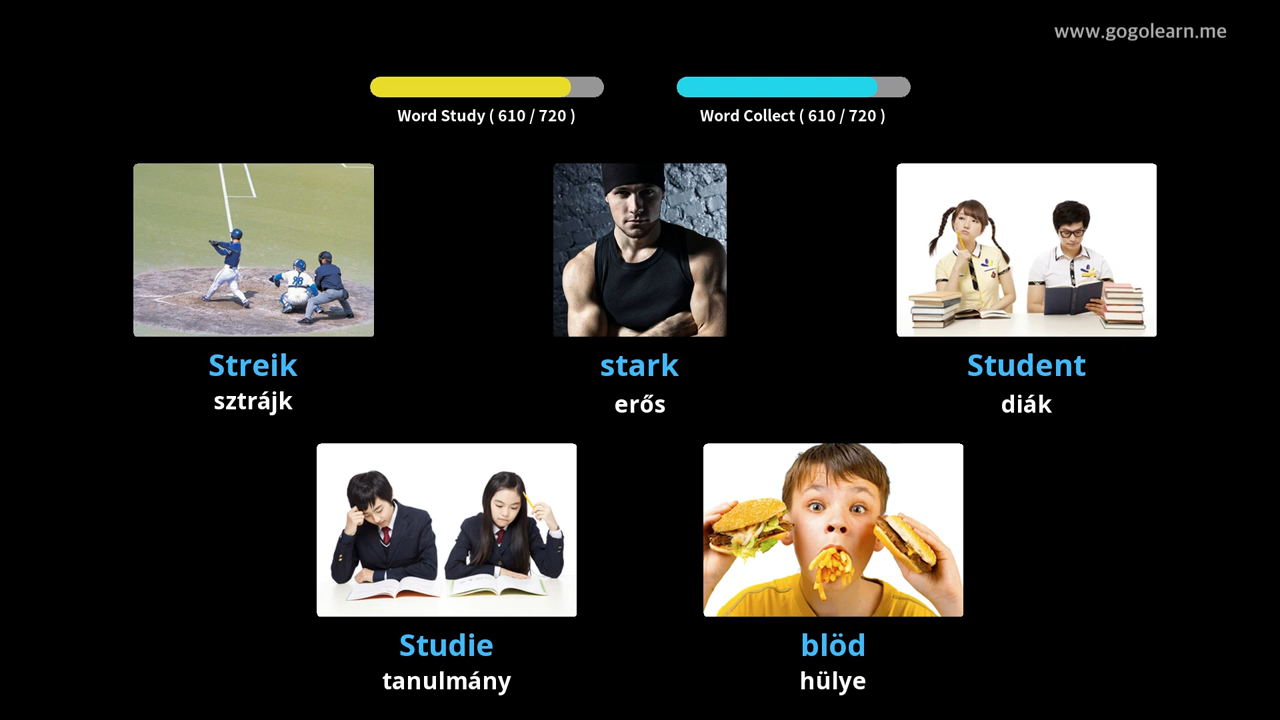 www.gogolearn.me
Word Study ( 610 / 720 )
Word Collect ( 610 / 720 )
Streik
sztrájk
stark
erős
Student
diák
Studie
tanulmány
blöd
hülye